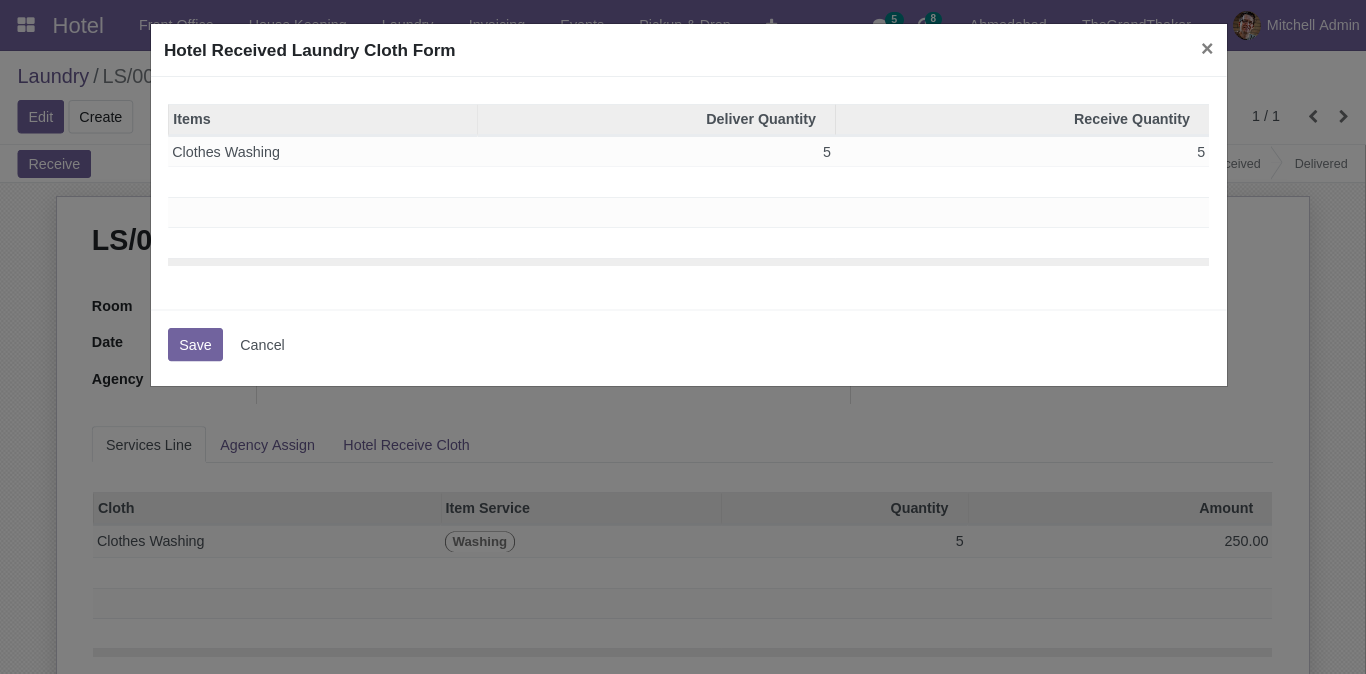 Hotel
5
8
Mitchell Admin
Hotel Received Laundry Cloth Form
×
Laundry / LS/00
Edit
Create
1 / 1
Receive
ceived
Delivered
Items
Deliver Quantity
Receive Quantity
Clothes Washing
5
5
Save
Cancel
LS/0
Room
Date
Agency
Services Line
Agency Assign
Hotel Receive Cloth
Cloth
Item Service
Quantity
Amount
Clothes Washing
Washing
5
250.00